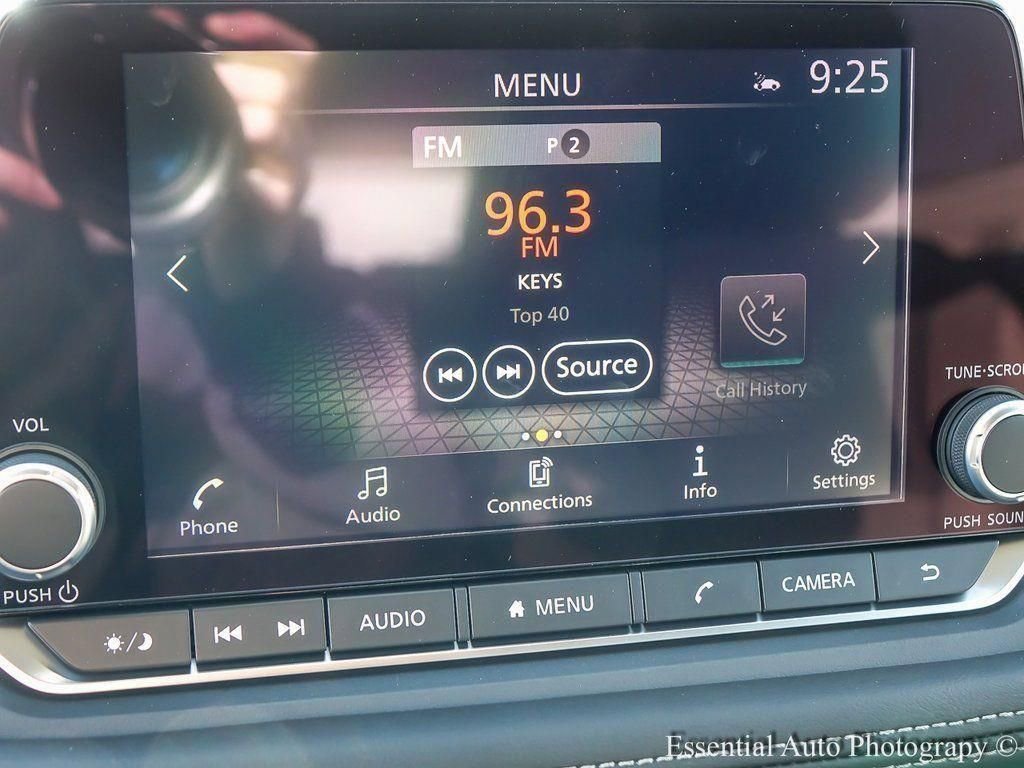 MENU
9:25
FM P 2
96.3
FM
KEYS
Top 40
Source
Call History
Phone
Audio
Connections
Info
Settings
VOL
PUSH
TUNE·SCROL
PUSH SOUN
AUDIO
MENU
CAMERA
Essential Auto Photograpy ©